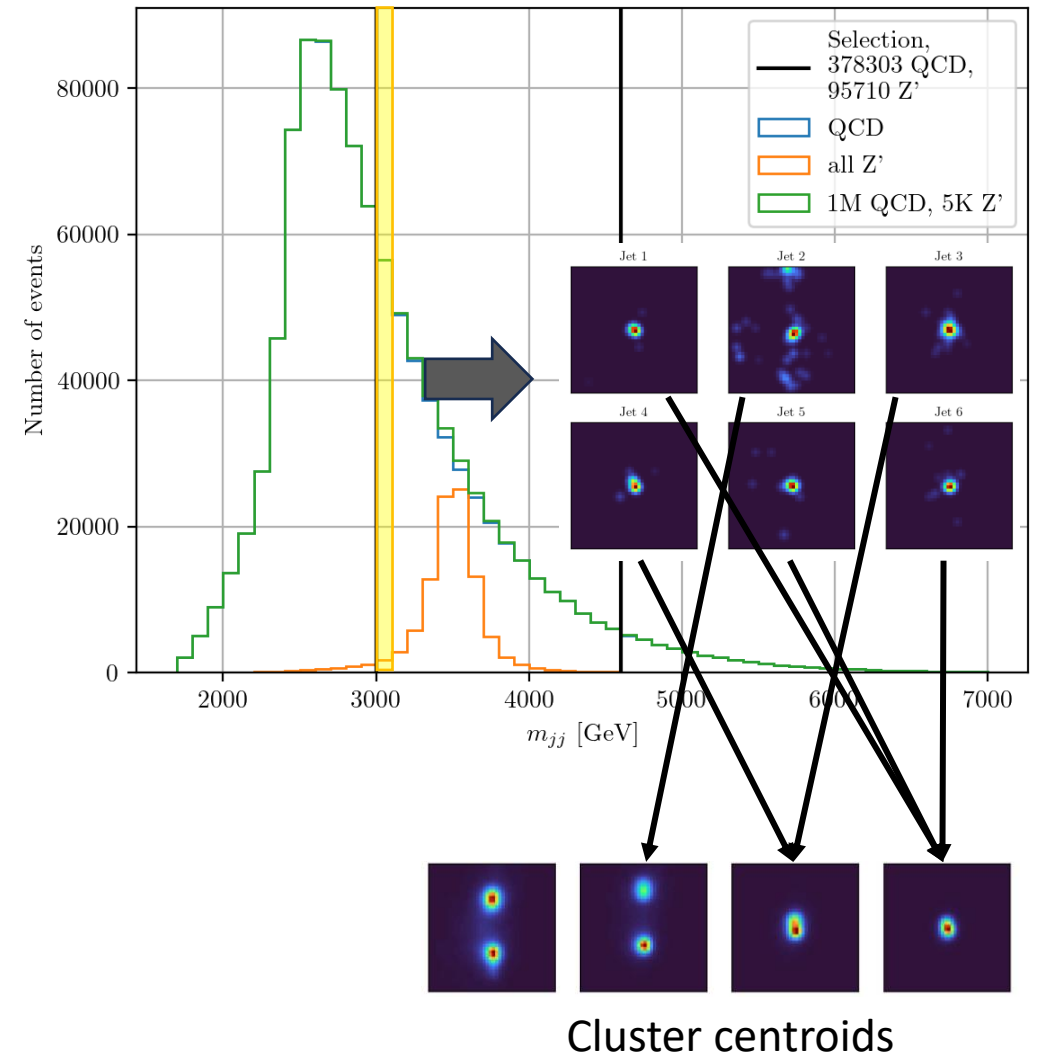 Selection,
378303 QCD,
95710 Z'
QCD
all Z'
1M QCD, 5K Z'
80000
60000
40000
20000
0
Number of events
Jet 1
Jet 2
Jet 3
Jet 4
Jet 5
Jet 6
2000
3000
4000
5000
6000
7000
m_{jj} [GeV]
Cluster centroids